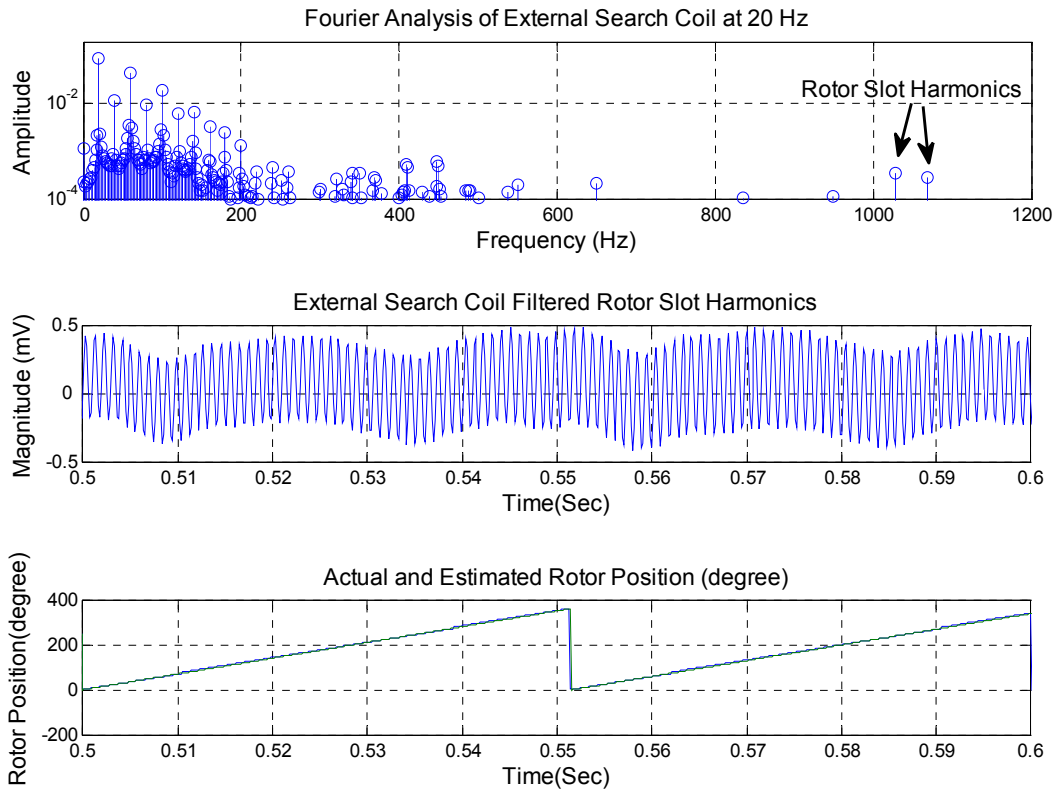 Fourier Analysis of External Search Coil at 20 Hz
Amplitude
10^-2
10^-4
Rotor Slot Harmonics
0 200 400 600 800 1000 1200
Frequency (Hz)
External Search Coil Filtered Rotor Slot Harmonics
Magnitude (mV)
0.5
0
-0.5
0.5 0.51 0.52 0.53 0.54 0.55 0.56 0.57 0.58 0.59 0.6
Time(Sec)
Actual and Estimated Rotor Position (degree)
Rotor Position(degree)
400
200
0
-200
0.5 0.51 0.52 0.53 0.54 0.55 0.56 0.57 0.58 0.59 0.6
Time(Sec)